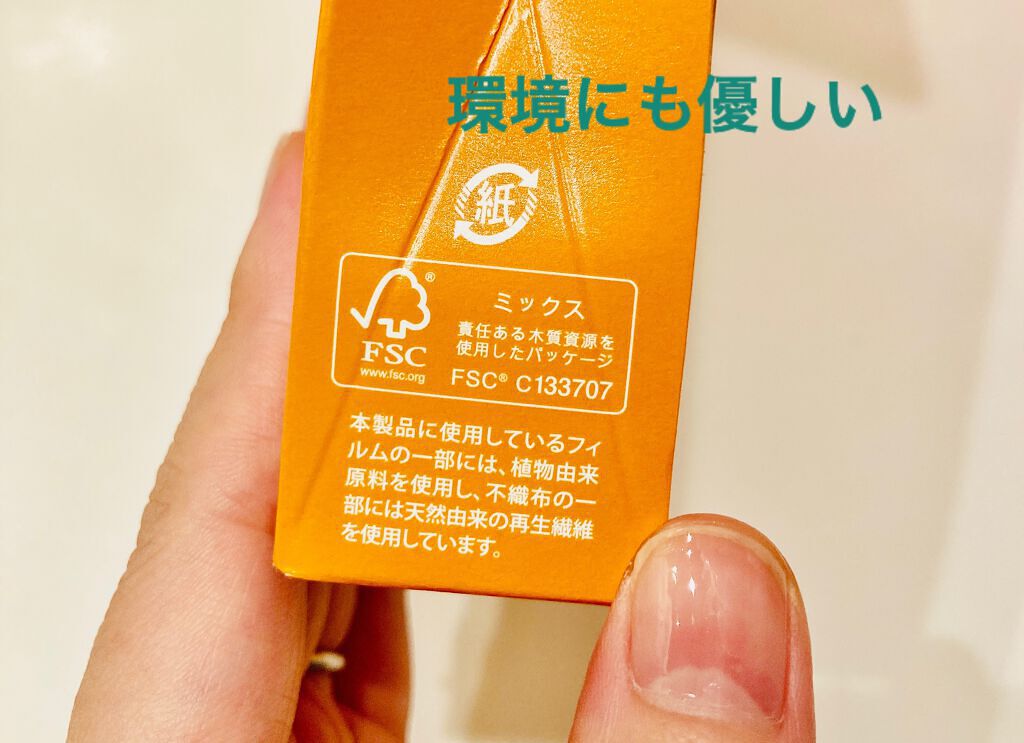 環境にも優しい
紙
ミックス
責任ある木質資源を
使用したパッケージ
FSC® C133707
®
FSC
www.fsc.org
本製品に使用しているフィ
ルムの一部には、植物由来
原料を使用し、不織布の一
部には天然由来の再生繊維
を使用しています。